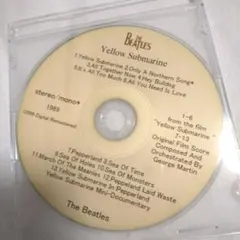 THE BEATLES
Yellow Submarine
1.Yellow Submarine 2.Only A Northern Song*
3.All Together Now 4.Hey Bulldog
5.It's All Too Much 6.All You Need Is Love
stereo/mono*
1969
(2009 Digital Remastered)
1-6
from the film
"Yellow Submarine"
7-13
Original Film Score
Composed And
Orchestrated By
George Martin
7.Pepperland 8.Sea Of Time
9.Sea Of Holes 10.Sea Of Monsters
11.March Of The Meanies 12.Pepperland Laid Waste
13.Yellow Submarine In Pepperland
Yellow Submarine Mini-Documentary
The Beatles